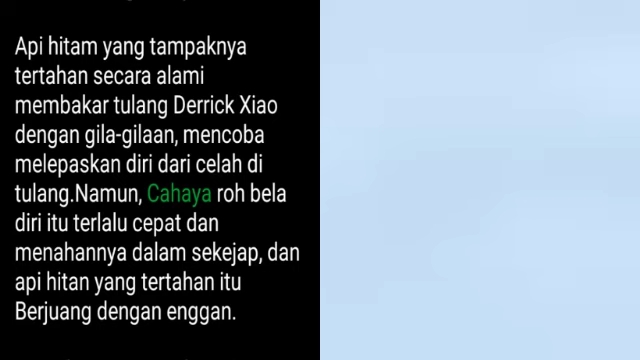 Api hitam yang tampaknya
tertahan secara alami
membakar tulang Derrick Xiao
dengan gila-gilaan, mencoba
melepaskan diri dari celah di
tulang.Namun, Cahaya roh bela
diri itu terlalu cepat dan
menahannya dalam sekejap, dan
api hitan yang tertahan itu
Berjuang dengan enggan.